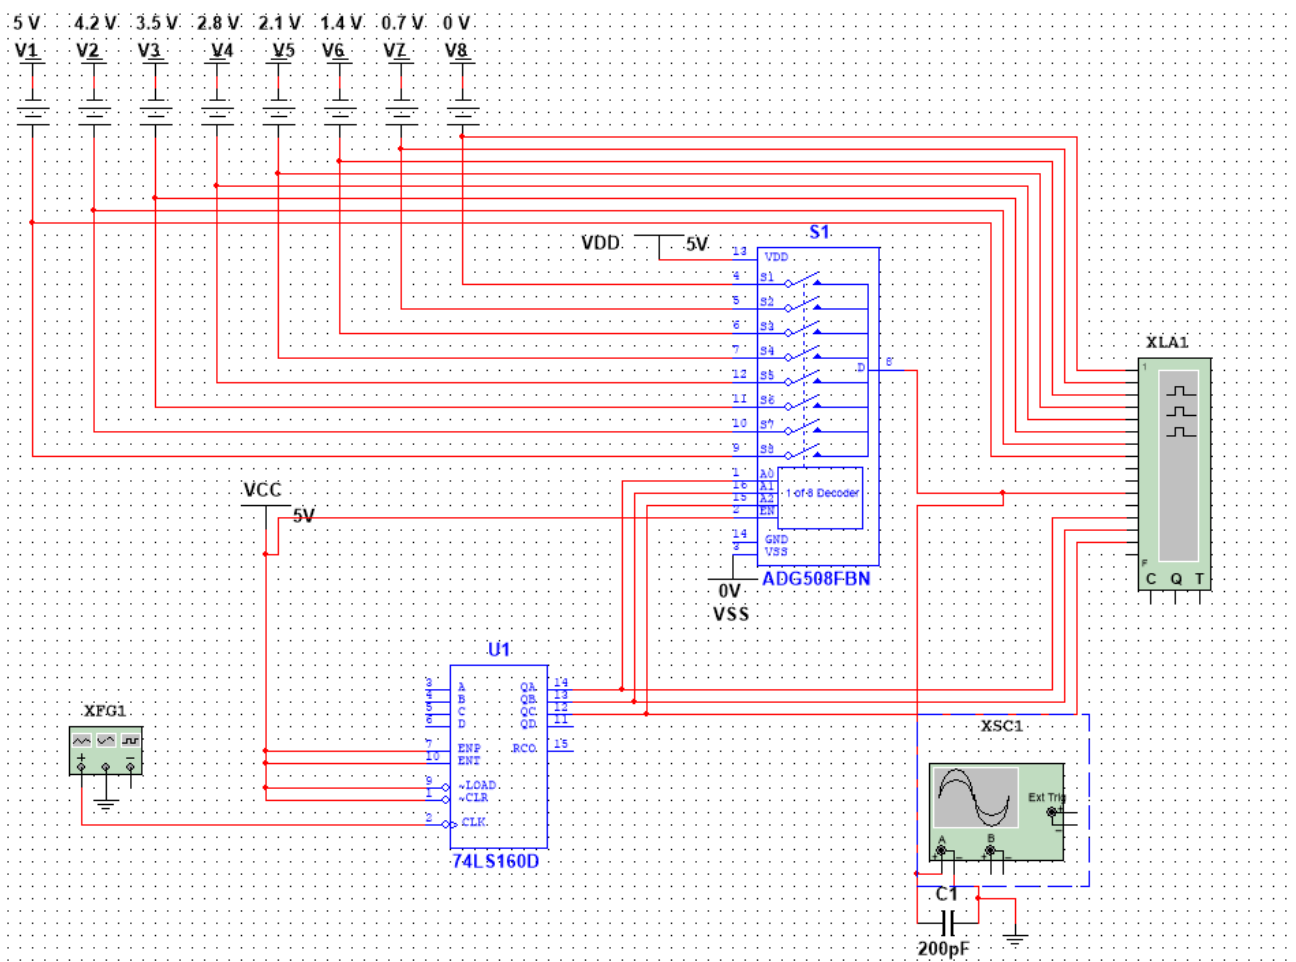 5 V 4.2 V 3.5 V 2.8 V 2.1 V 1.4 V 0.7 V 0 V
V1 V2 V3 V4 V5 V6 V7 V8
S1
VDD 5V
13 VDD
4 S1
5 S2
6 S3
7 S4
12 S5
11 S6
10 S7
9 S8
D 8
1 A0
16 A1
15 A2
2 EN
1-of-8 Decoder
14 GND
3 VSS
ADG508FBN
0V
VSS
XLA1
1
F
C Q T
VCC
5V
U1
3 A QA 14
4 B QB 13
5 C QC 12
6 D QD 11
7 ENP RCO 15
10 ENT
9 ~LOAD
1 ~CLR
2 CLK
74LS160D
XFG1
+ −
XSC1
Ext Trig
+
−
A B
+ − + −
C1
200pF